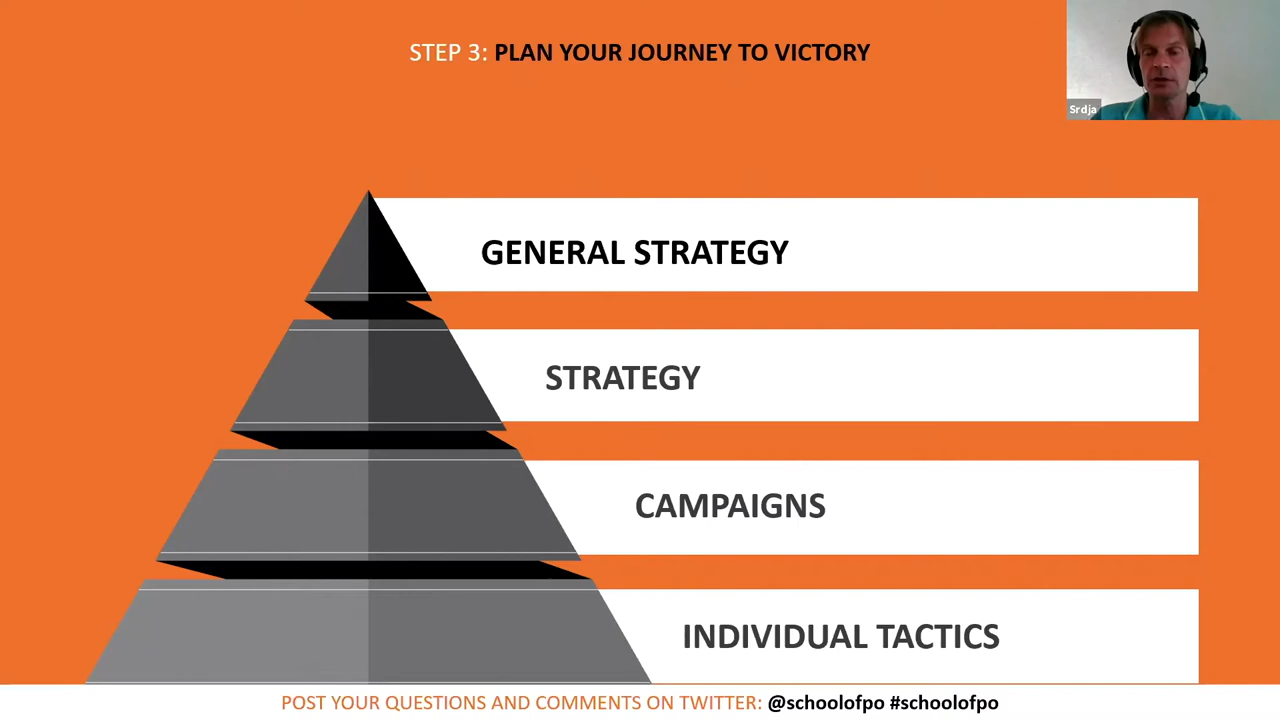 STEP 3: PLAN YOUR JOURNEY TO VICTORY
Srdja
GENERAL STRATEGY
STRATEGY
CAMPAIGNS
INDIVIDUAL TACTICS
POST YOUR QUESTIONS AND COMMENTS ON TWITTER: @schoolofpo #schoolofpo